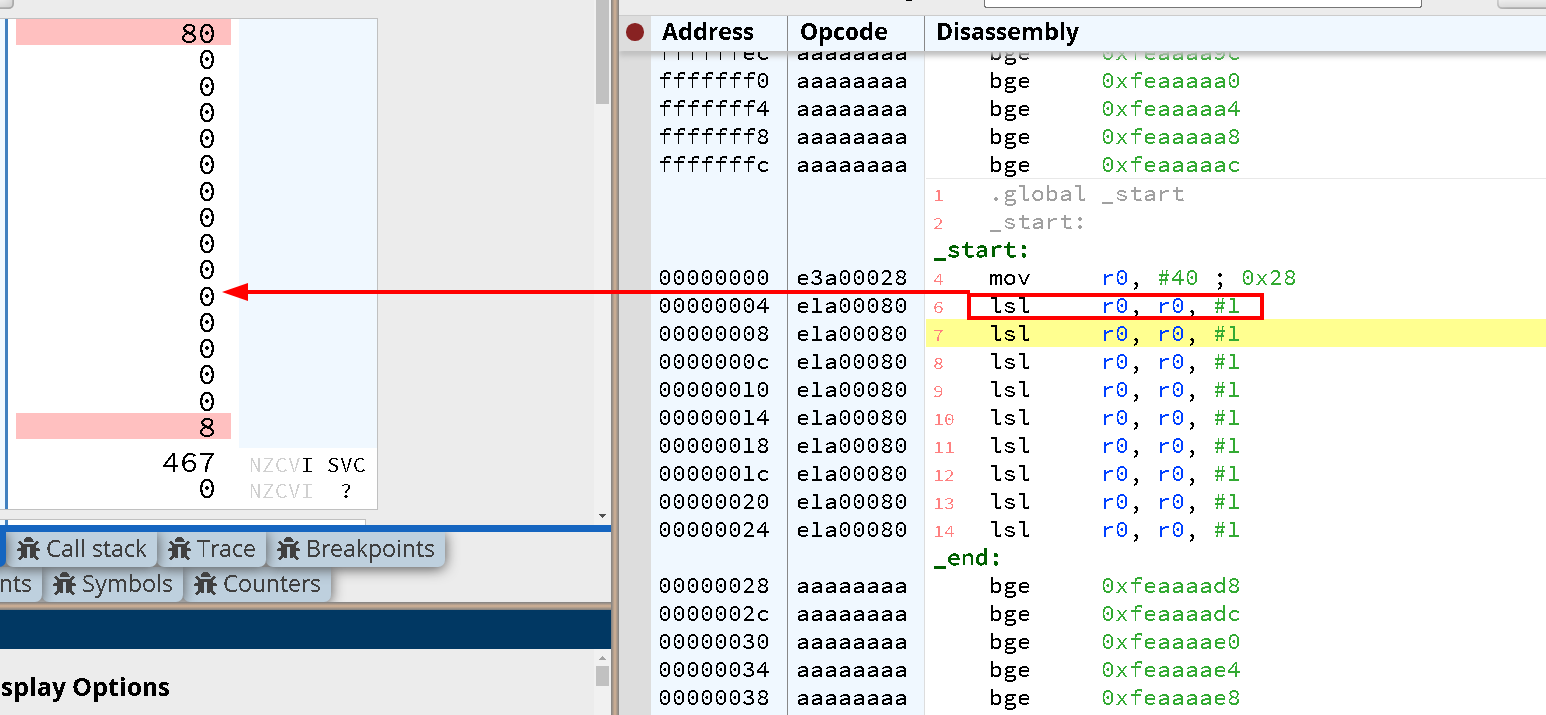 80
0
0
0
0
0
0
0
0
0
0
0
0
0
0
8
467 NZCVI SVC
0 NZCVI ?
Call stack Trace Breakpoints
nts Symbols Counters
splay Options
Address Opcode Disassembly
ffffffec aaaaaaaa bge 0xfeaaaa9c
fffffff0 aaaaaaaa bge 0xfeaaaaa0
fffffff4 aaaaaaaa bge 0xfeaaaaa4
fffffff8 aaaaaaaa bge 0xfeaaaaa8
fffffffc aaaaaaaa bge 0xfeaaaaac
1 .global _start
2 _start:
_start:
00000000 e3a00028 4 mov r0, #40 ; 0x28
00000004 e1a00080 6 lsl r0, r0, #1
00000008 e1a00080 7 lsl r0, r0, #1
0000000c e1a00080 8 lsl r0, r0, #1
00000010 e1a00080 9 lsl r0, r0, #1
00000014 e1a00080 10 lsl r0, r0, #1
00000018 e1a00080 11 lsl r0, r0, #1
0000001c e1a00080 12 lsl r0, r0, #1
00000020 e1a00080 13 lsl r0, r0, #1
00000024 e1a00080 14 lsl r0, r0, #1
_end:
00000028 aaaaaaaa bge 0xfeaaaad8
0000002c aaaaaaaa bge 0xfeaaaadc
00000030 aaaaaaaa bge 0xfeaaaae0
00000034 aaaaaaaa bge 0xfeaaaae4
00000038 aaaaaaaa bge 0xfeaaaae8